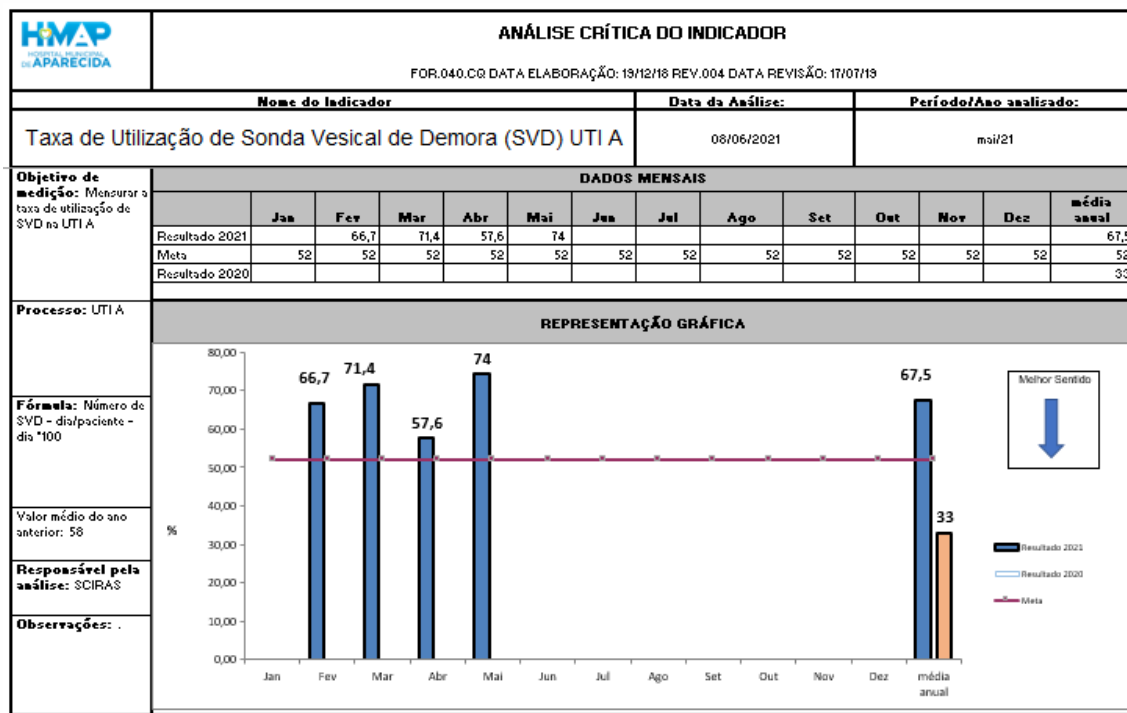 HMAP
HOSPITAL MUNICIPAL
DE APARECIDA
ANÁLISE CRÍTICA DO INDICADOR
FOR.040.CQ DATA ELABORAÇÃO: 19/12/18 REV.004 DATA REVISÃO: 17/07/19
Nome do Indicador Data da Análise: Período/Ano analisado:
Taxa de Utilização de Sonda Vesical de Demora (SVD) UTI A 08/06/2021 mai/21
Objetivo de
medição: Mensurar a
taxa de utilização de
SVD na UTI A
DADOS MENSAIS
Jan Fev Mar Abr Mai Jun Jul Ago Set Out Nov Dez média anual
Resultado 2021 66,7 71,4 57,6 74 67,5
Meta 52 52 52 52 52 52 52 52 52 52 52 52 52
Resultado 2020 33
Processo: UTI A
Fórmula: Número de
SVD - dia/paciente -
dia *100
Valor médio do ano
anterior: 58
Responsável pela
análise: SCIRAS
Observações: .
REPRESENTAÇÃO GRÁFICA
80,00
70,00
60,00
50,00
40,00
30,00
20,00
10,00
0,00
%
66,7
71,4
57,6
74
67,5
33
Jan Fev Mar Abr Mai Jun Jul Ago Set Out Nov Dez média
anual
Melhor Sentido
Resultado 2021
Resultado 2020
Meta